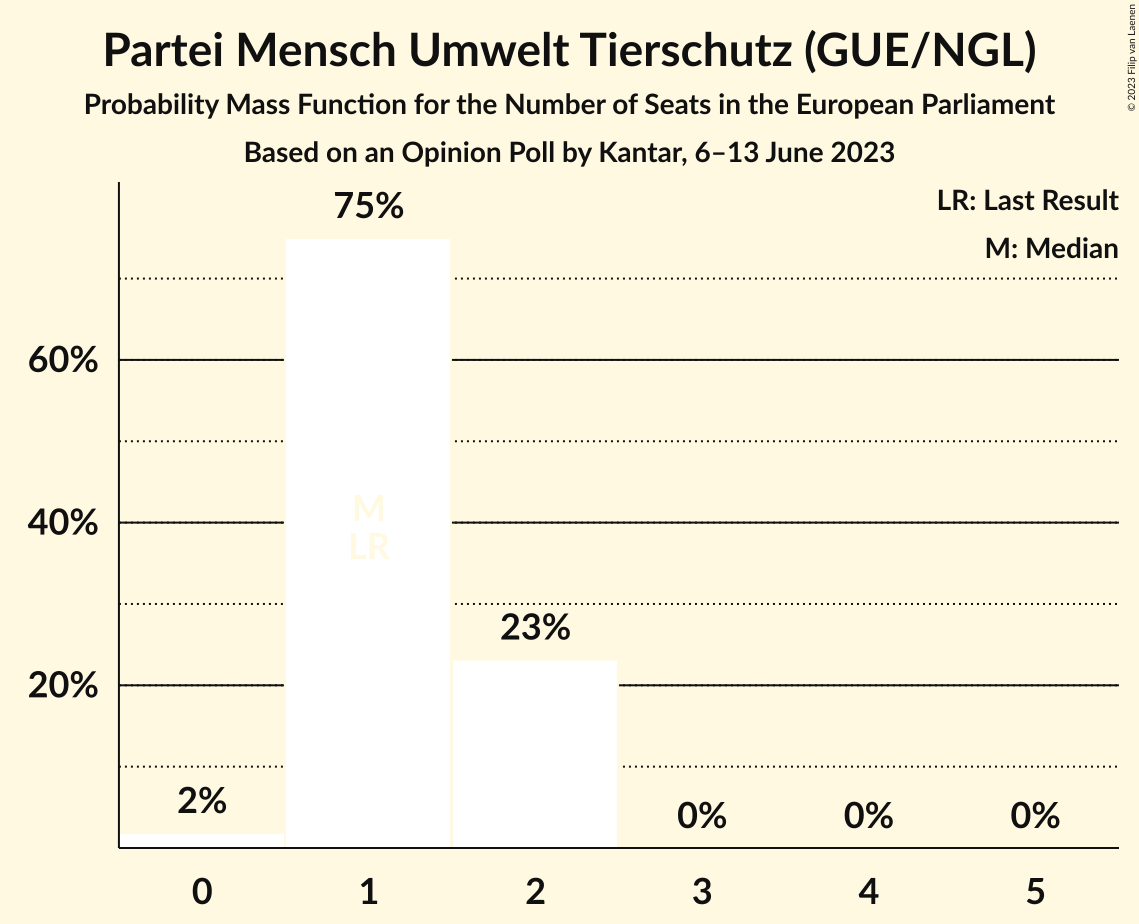 Partei Mensch Umwelt Tierschutz (GUE/NGL)
Probability Mass Function for the Number of Seats in the European Parliament
Based on an Opinion Poll by Kantar, 6–13 June 2023
© 2023 Filip van Laenen
LR: Last Result
M: Median
75%
60%
M
40%
LR
23%
20%
2%
0%
0%
0%
0 1 2 3 4 5